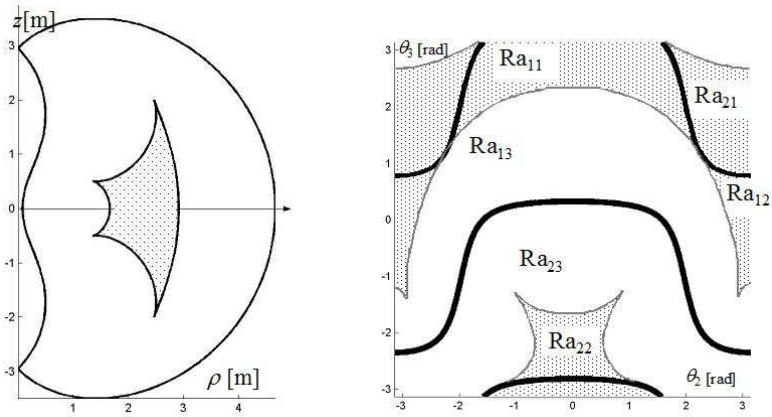 z[m]
3
2
1
0
-1
-2
-3
0 1 2 3 4
ρ [m]
θ3 [rad]
3
2
1
0
-1
-2
-3
Ra11
Ra21
Ra13
Ra12
Ra23
Ra22
θ2 [rad]
-3 -2 -1 0 1 2 3